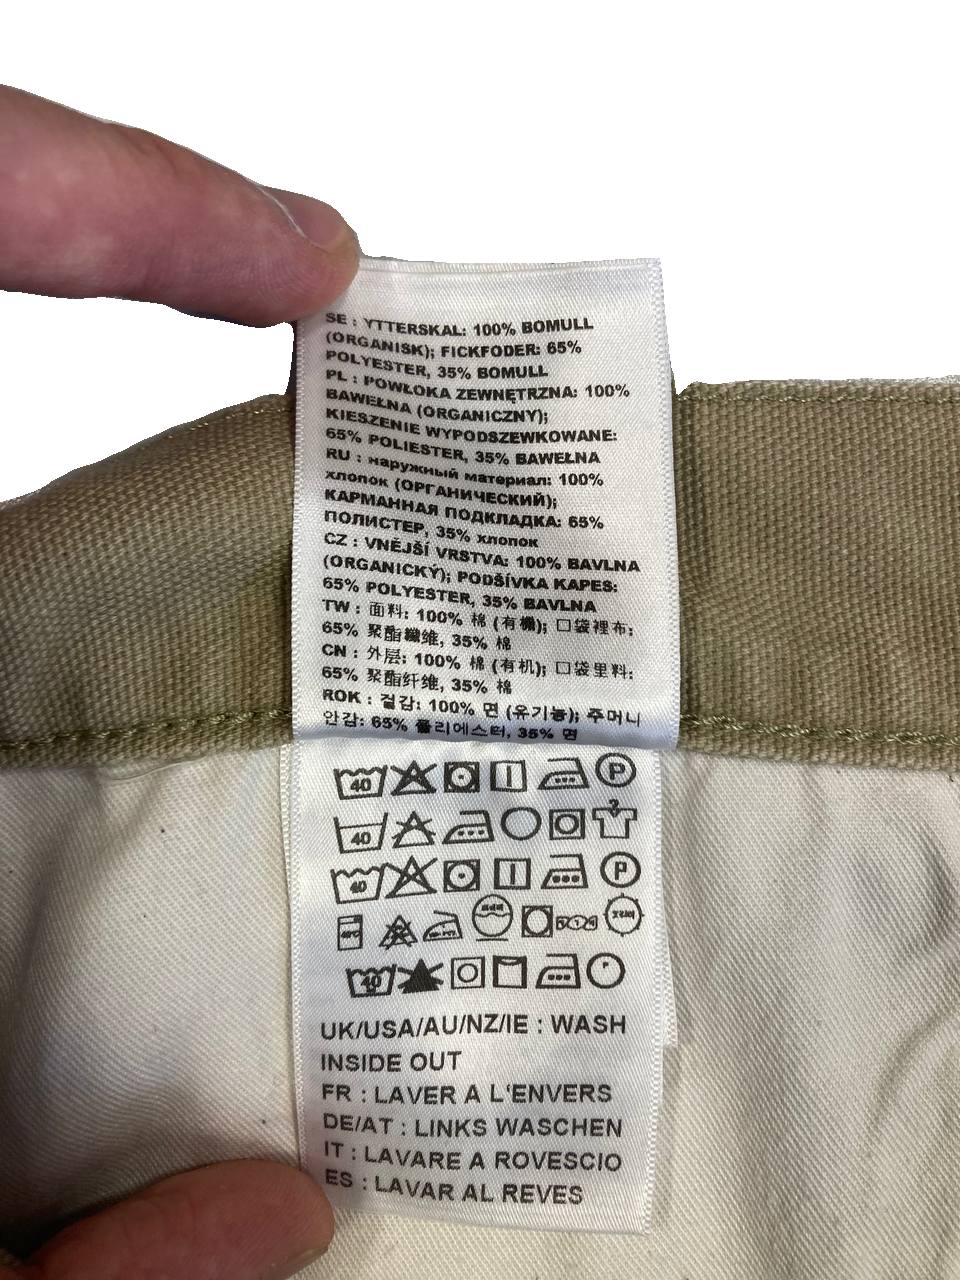 SE : YTTERSKAL: 100% BOMULL
(ORGANISK); FICKFODER: 65%
POLYESTER, 35% BOMULL
PL : POWŁOKA ZEWNĘTRZNA: 100%
BAWEŁNA (ORGANICZNY);
KIESZENIE WYPODSZEWKOWANE:
65% POLIESTER, 35% BAWEŁNA
RU : наружный материал: 100%
хлопок (ОРГАНИЧЕСКИЙ);
КАРМАННАЯ ПОДКЛАДКА: 65%
ПОЛИСТЕР, 35% хлопок
CZ : VNĚJŠÍ VRSTVA: 100% BAVLNA
(ORGANICKÝ); PODŠÍVKA KAPES:
65% POLYESTER, 35% BAVLNA
TW : 面料: 100% 棉 (有機); 口袋裡布:
65% 聚酯纖維, 35% 棉
CN : 外层: 100% 棉 (有机); 口袋里料:
65% 聚酯纤维, 35% 棉
ROK : 겉감: 100% 면 (유기농); 주머니
안감: 65% 폴리에스터, 35% 면
40 P
40 3
40 P
40 P
UK/USA/AU/NZ/IE : WASH
INSIDE OUT
FR : LAVER A L'ENVERS
DE/AT : LINKS WASCHEN
IT : LAVARE A ROVESCIO
ES : LAVAR AL REVES